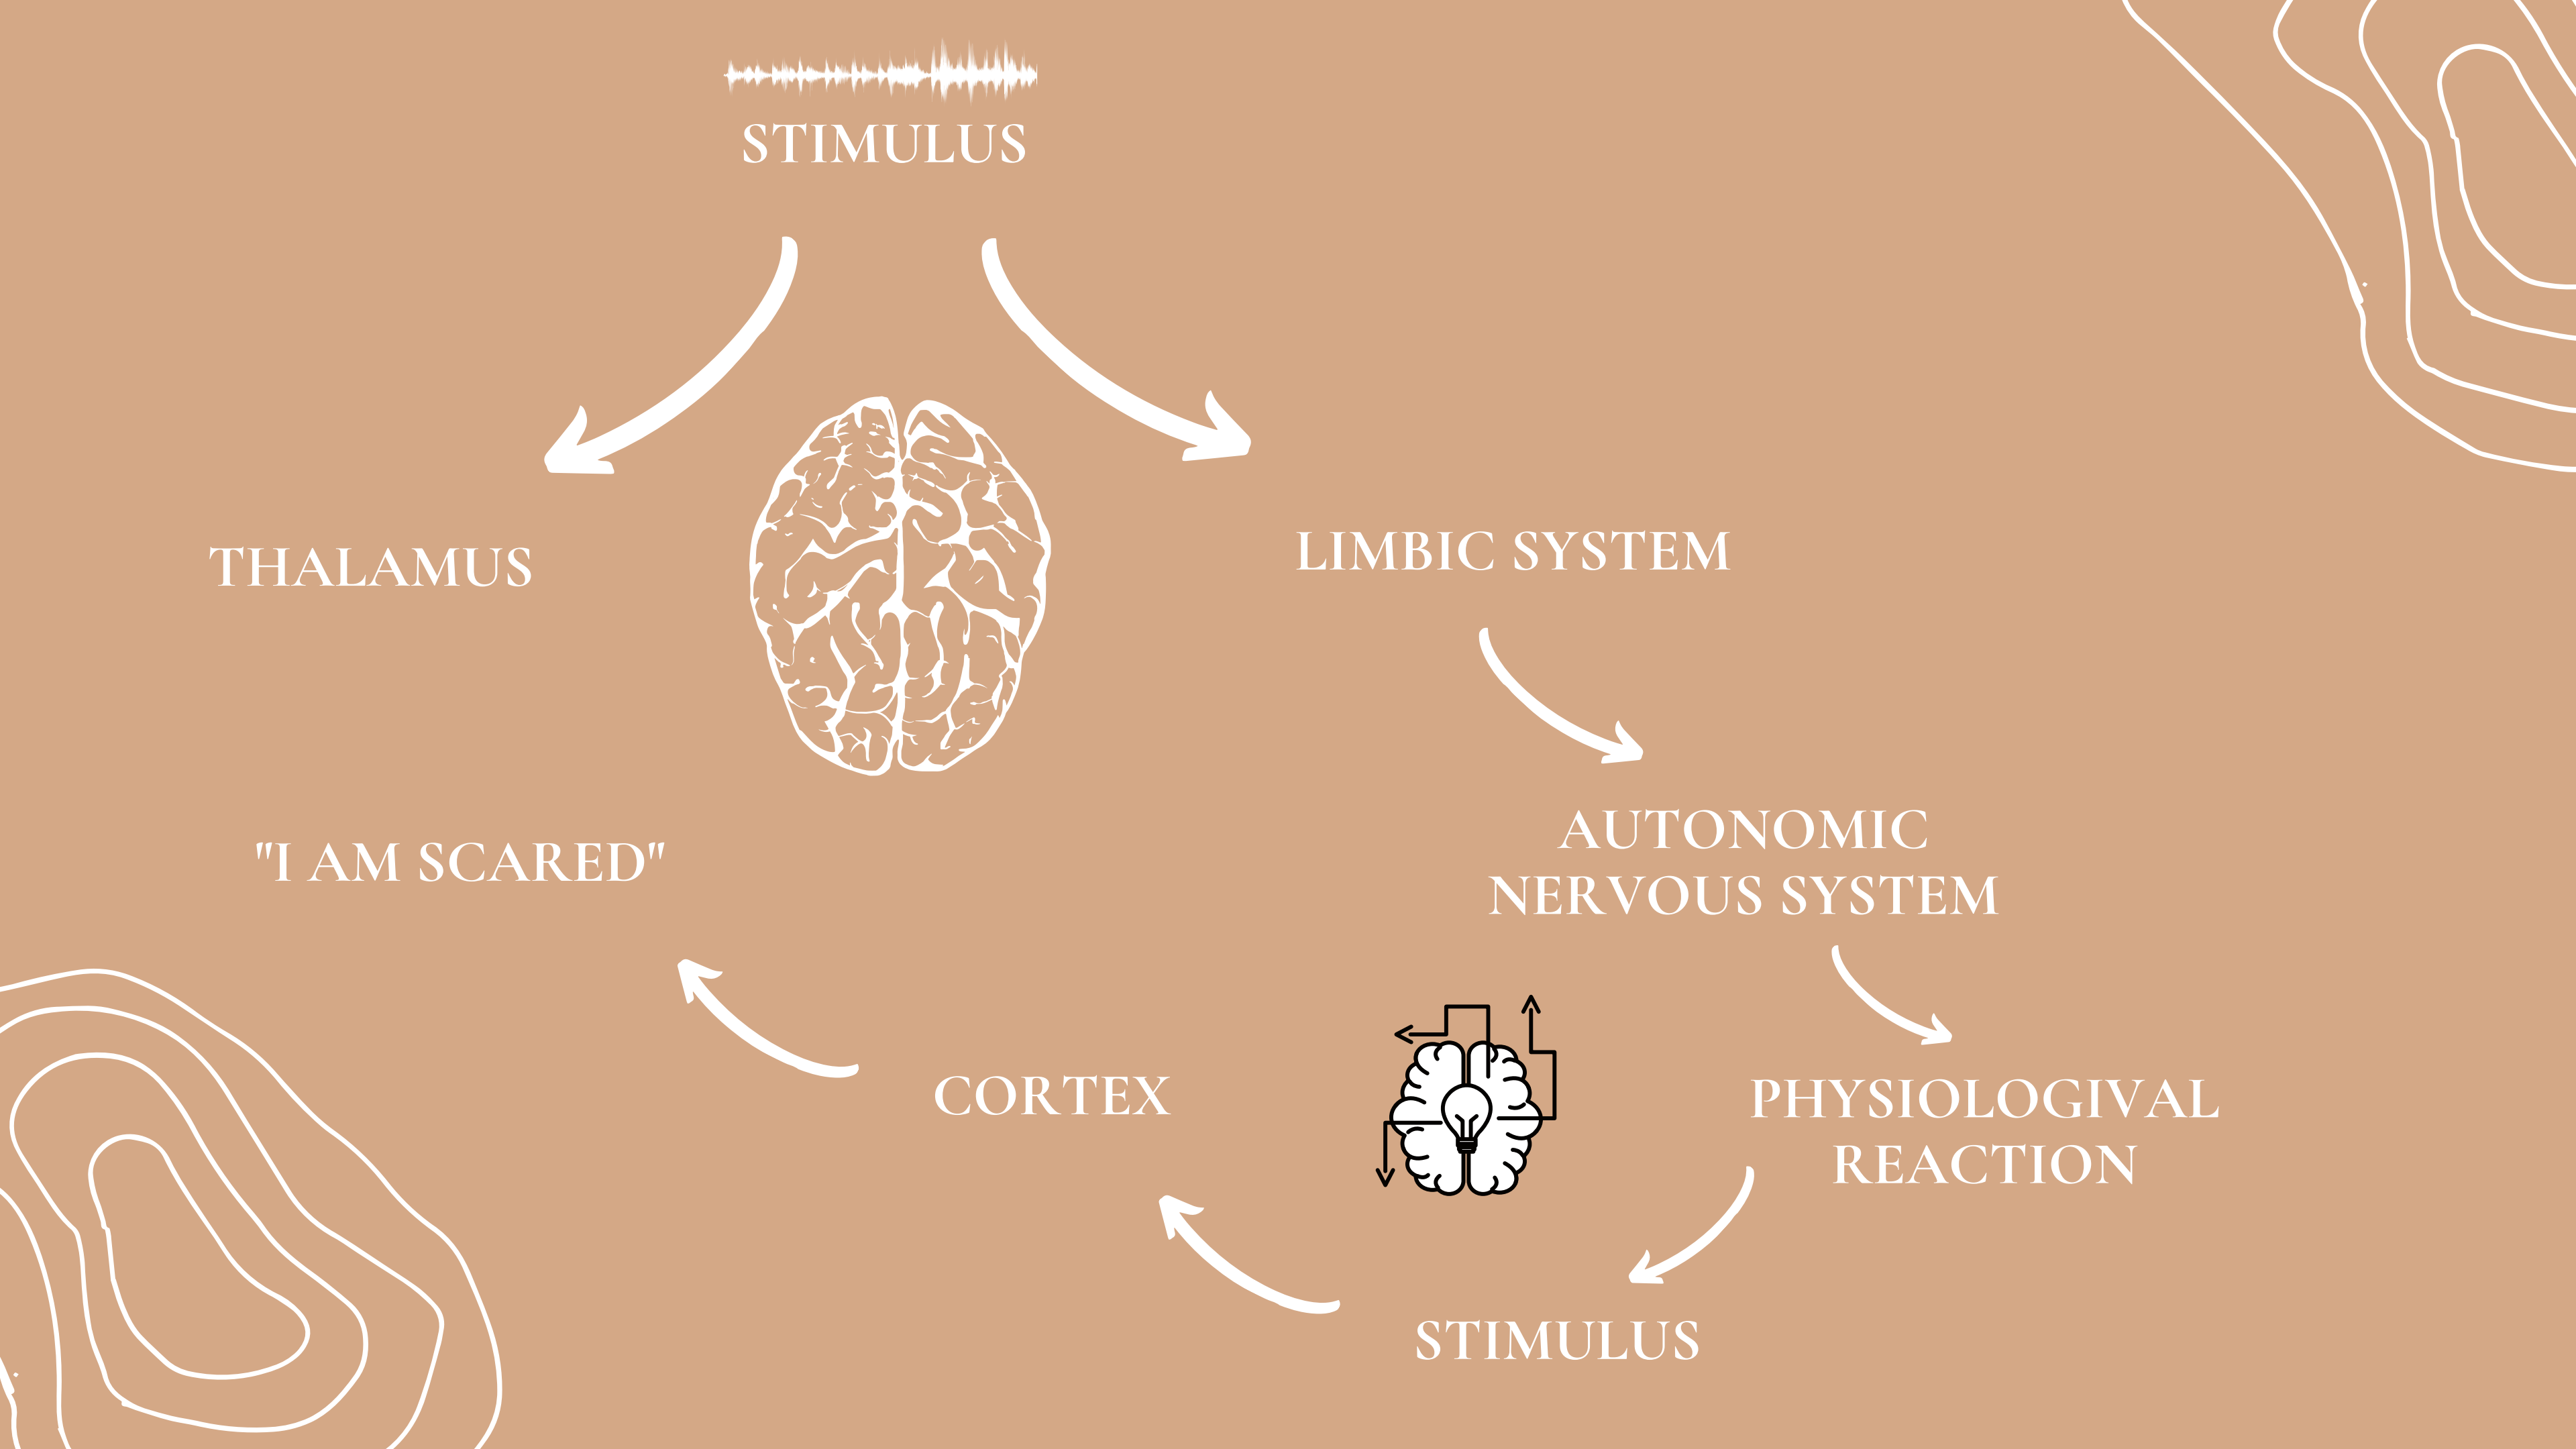 STIMULUS
THALAMUS
LIMBIC SYSTEM
"I AM SCARED"
AUTONOMIC
NERVOUS SYSTEM
CORTEX
PHYSIOLOGIVAL
REACTION
STIMULUS